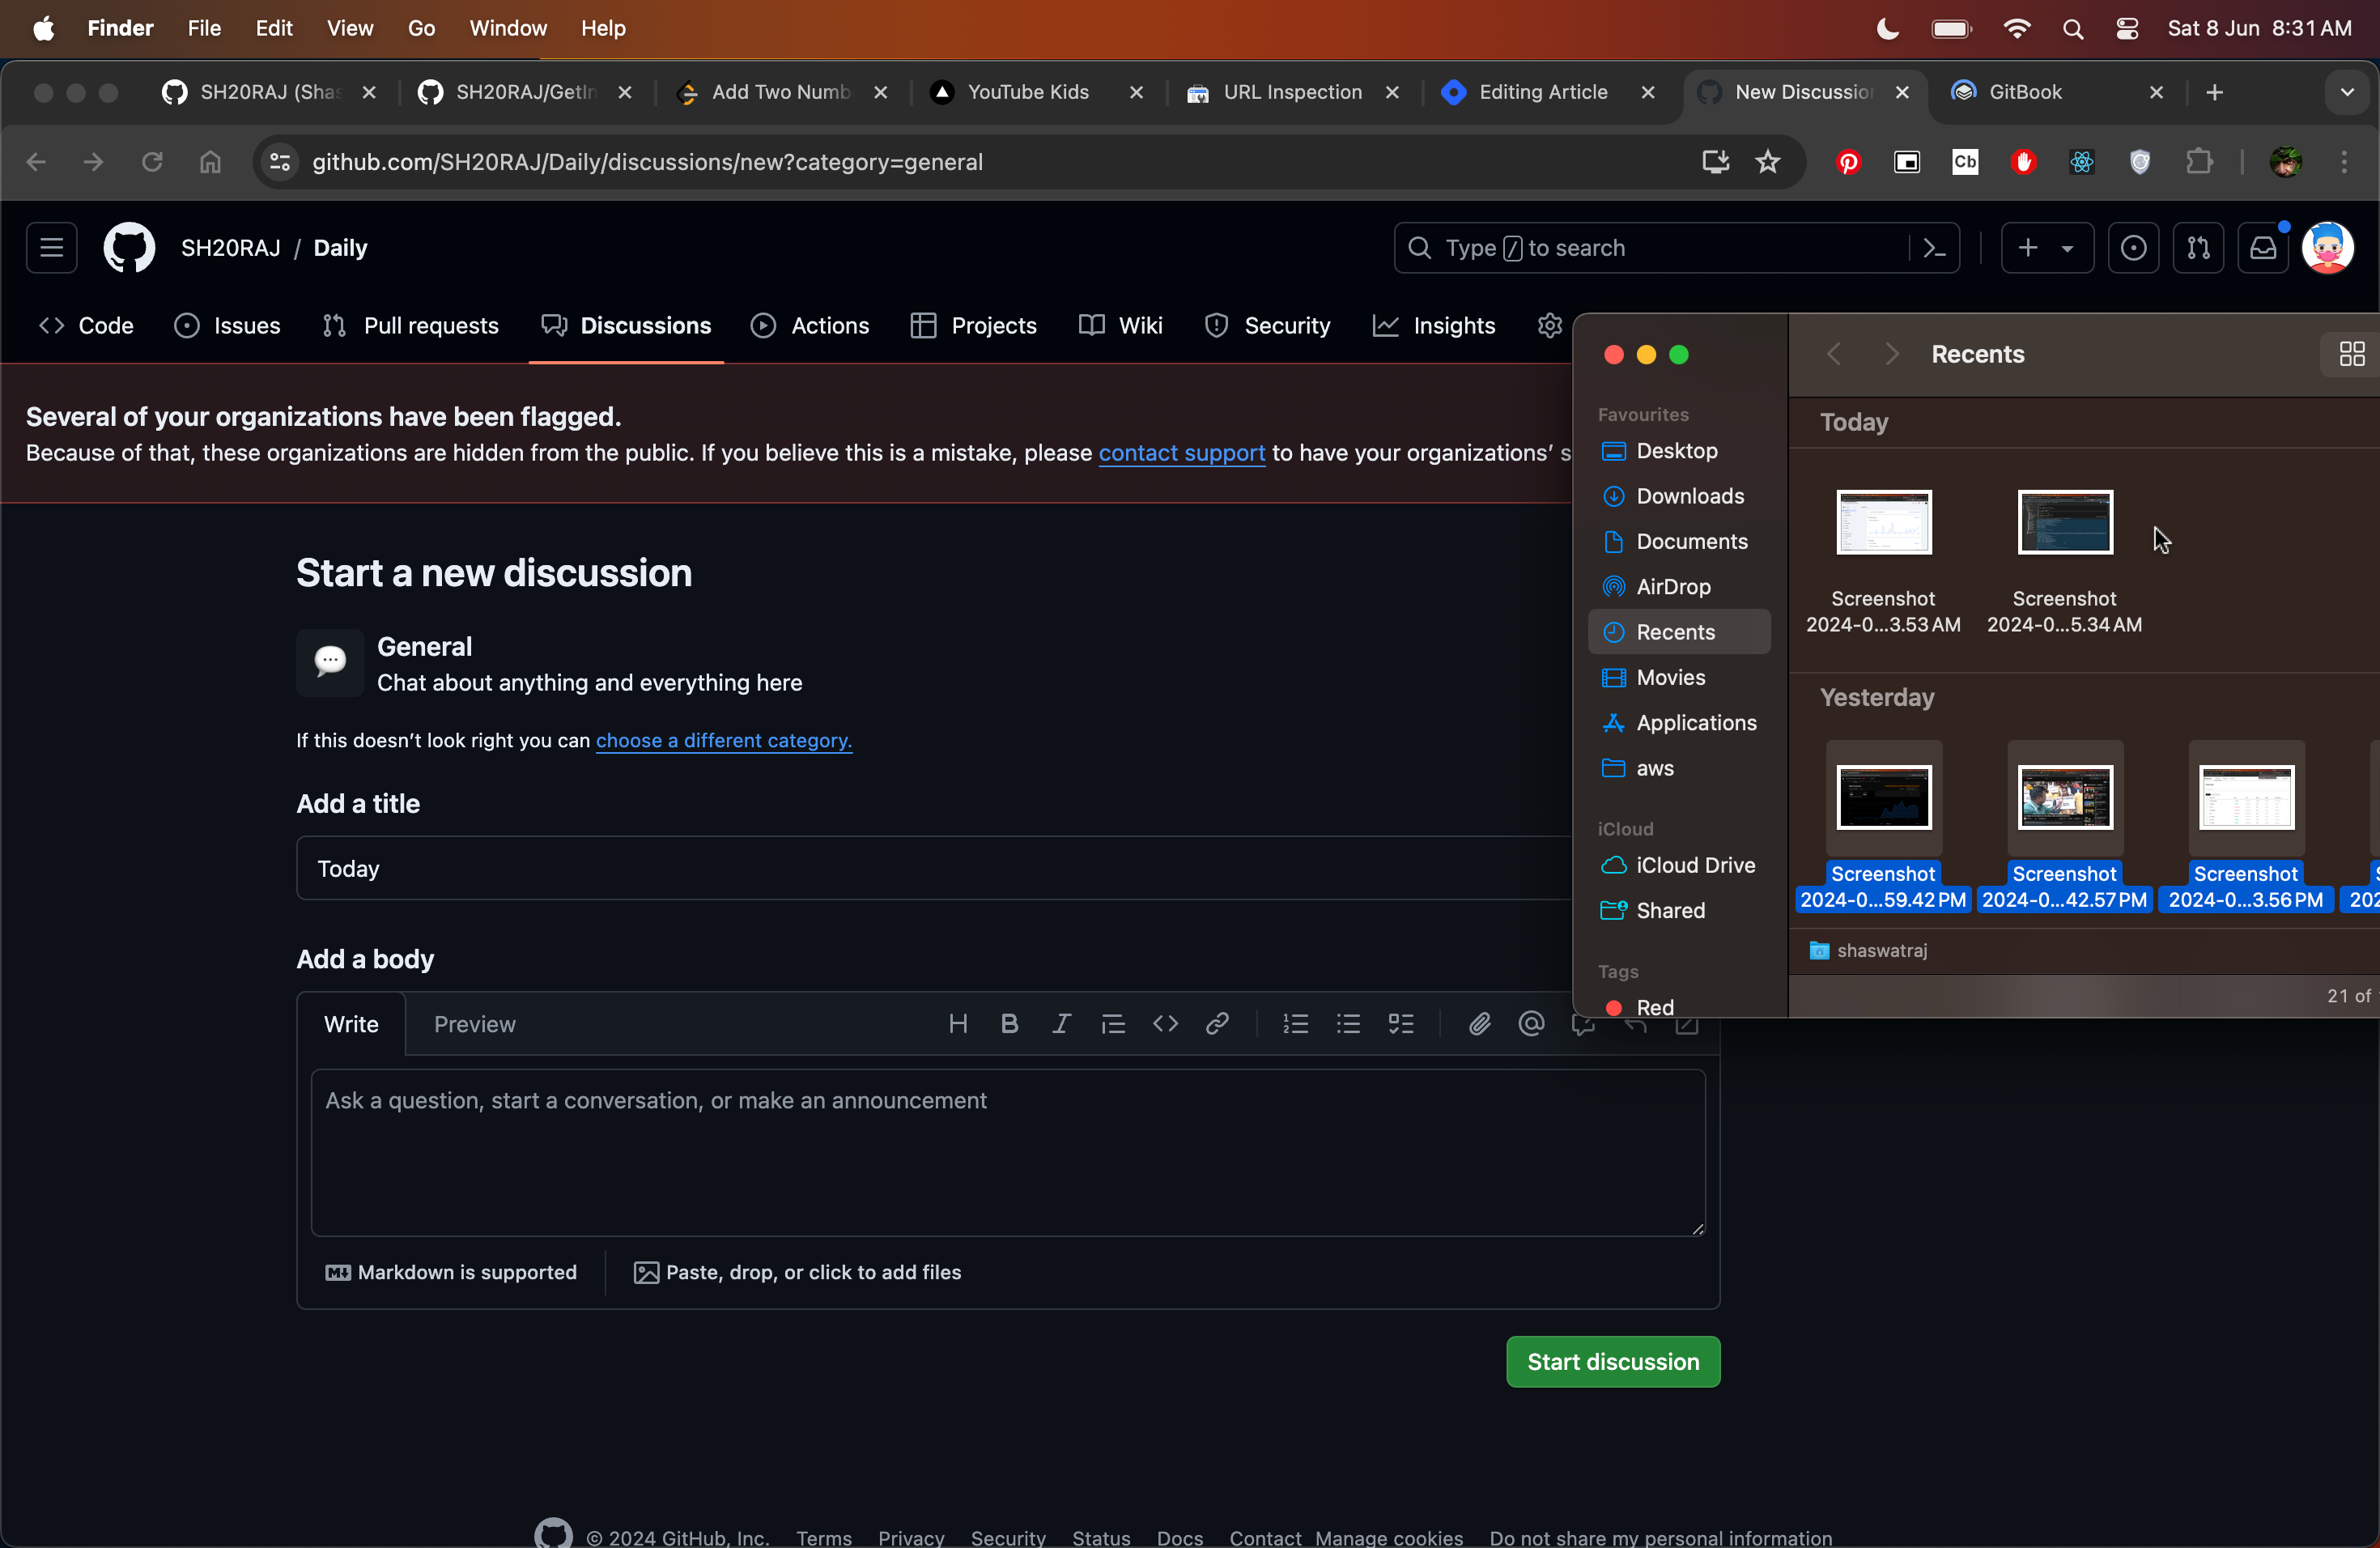 Finder File Edit View Go Window Help
Sat 8 Jun 8:31 AM
SH20RAJ (Shas
SH20RAJ/GetIn
Add Two Numb
YouTube Kids
URL Inspection
Editing Article
New Discussion
GitBook
github.com/SH20RAJ/Daily/discussions/new?category=general
Cb
SH20RAJ / Daily
Type / to search
Code Issues Pull requests Discussions Actions Projects Wiki Security Insights
Several of your organizations have been flagged.
Because of that, these organizations are hidden from the public. If you believe this is a mistake, please contact support to have your organizations’ s
Start a new discussion
General
Chat about anything and everything here
If this doesn’t look right you can choose a different category.
Add a title
Today
Add a body
Write Preview
Ask a question, start a conversation, or make an announcement
Markdown is supported
Paste, drop, or click to add files
Start discussion
© 2024 GitHub, Inc. Terms Privacy Security Status Docs Contact Manage cookies Do not share my personal information
Favourites
Desktop
Downloads
Documents
AirDrop
Recents
Movies
Applications
aws
iCloud
iCloud Drive
Shared
Tags
Red
Recents
Today
Screenshot
2024-0...3.53 AM
Screenshot
2024-0...5.34 AM
Yesterday
Screenshot
2024-0...59.42 PM
Screenshot
2024-0...42.57 PM
Screenshot
2024-0...3.56 PM
202
shaswatraj
21 of